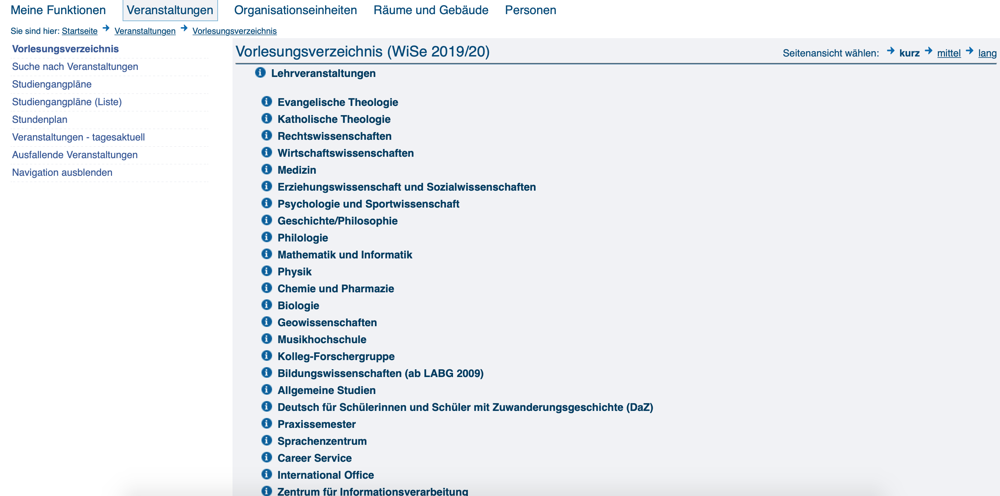 Meine Funktionen Veranstaltungen Organisationseinheiten Räume und Gebäude Personen
Sie sind hier: Startseite Veranstaltungen Vorlesungsverzeichnis
Vorlesungsverzeichnis
Suche nach Veranstaltungen
Studiengangpläne
Studiengangpläne (Liste)
Stundenplan
Veranstaltungen - tagesaktuell
Ausfallende Veranstaltungen
Navigation ausblenden
Vorlesungsverzeichnis (WiSe 2019/20)
Seitenansicht wählen: kurz mittel lang
Lehrveranstaltungen
Evangelische Theologie
Katholische Theologie
Rechtswissenschaften
Wirtschaftswissenschaften
Medizin
Erziehungswissenschaft und Sozialwissenschaften
Psychologie und Sportwissenschaft
Geschichte/Philosophie
Philologie
Mathematik und Informatik
Physik
Chemie und Pharmazie
Biologie
Geowissenschaften
Musikhochschule
Kolleg-Forschergruppe
Bildungswissenschaften (ab LABG 2009)
Allgemeine Studien
Deutsch für Schülerinnen und Schüler mit Zuwanderungsgeschichte (DaZ)
Praxissemester
Sprachenzentrum
Career Service
International Office
Zentrum für Informationsverarbeitung